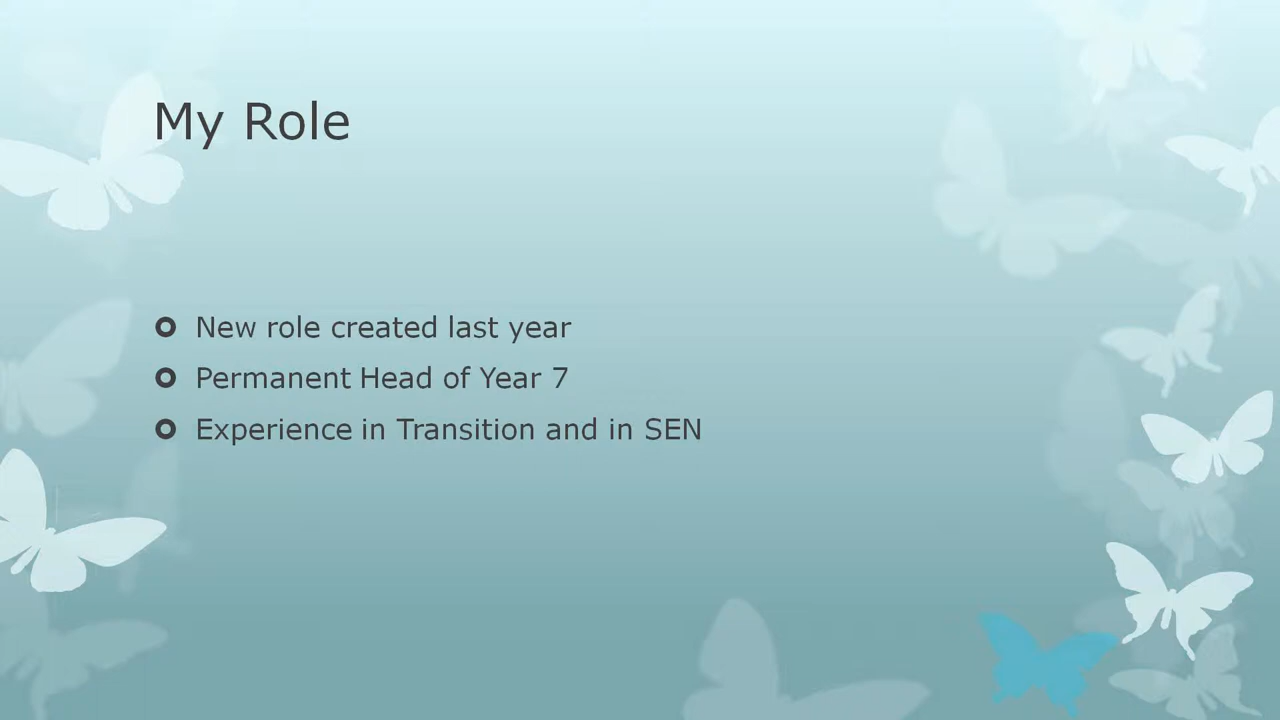 My Role
New role created last year
Permanent Head of Year 7
Experience in Transition and in SEN